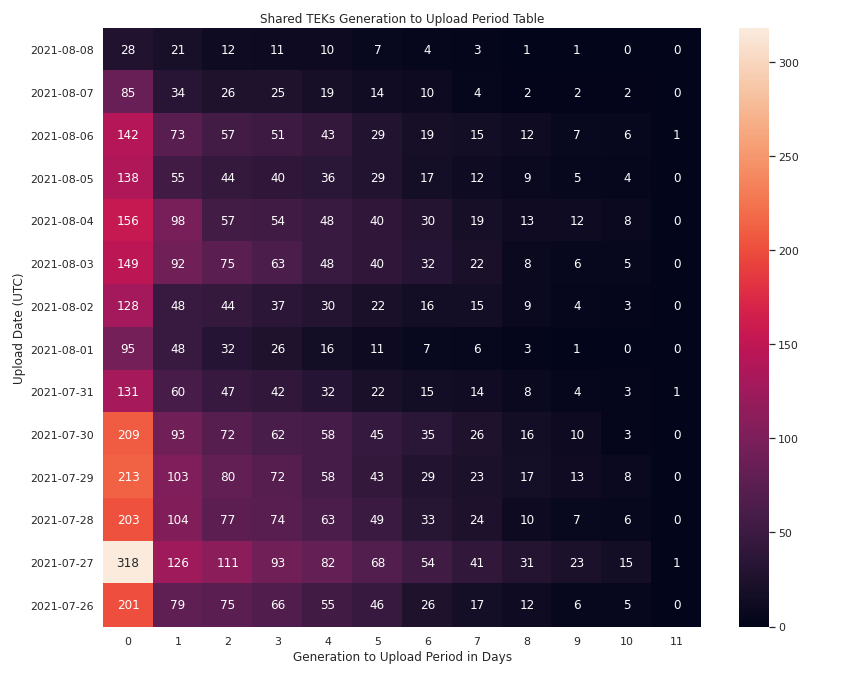 Shared TEKs Generation to Upload Period Table
Upload Date (UTC)
2021-08-08 28 21 12 11 10 7 4 3 1 1 0 0
2021-08-07 85 34 26 25 19 14 10 4 2 2 2 0
2021-08-06 142 73 57 51 43 29 19 15 12 7 6 1
2021-08-05 138 55 44 40 36 29 17 12 9 5 4 0
2021-08-04 156 98 57 54 48 40 30 19 13 12 8 0
2021-08-03 149 92 75 63 48 40 32 22 8 6 5 0
2021-08-02 128 48 44 37 30 22 16 15 9 4 3 0
2021-08-01 95 48 32 26 16 11 7 6 3 1 0 0
2021-07-31 131 60 47 42 32 22 15 14 8 4 3 1
2021-07-30 209 93 72 62 58 45 35 26 16 10 3 0
2021-07-29 213 103 80 72 58 43 29 23 17 13 8 0
2021-07-28 203 104 77 74 63 49 33 24 10 7 6 0
2021-07-27 318 126 111 93 82 68 54 41 31 23 15 1
2021-07-26 201 79 75 66 55 46 26 17 12 6 5 0
0 1 2 3 4 5 6 7 8 9 10 11
Generation to Upload Period in Days
300
250
200
150
100
50
0